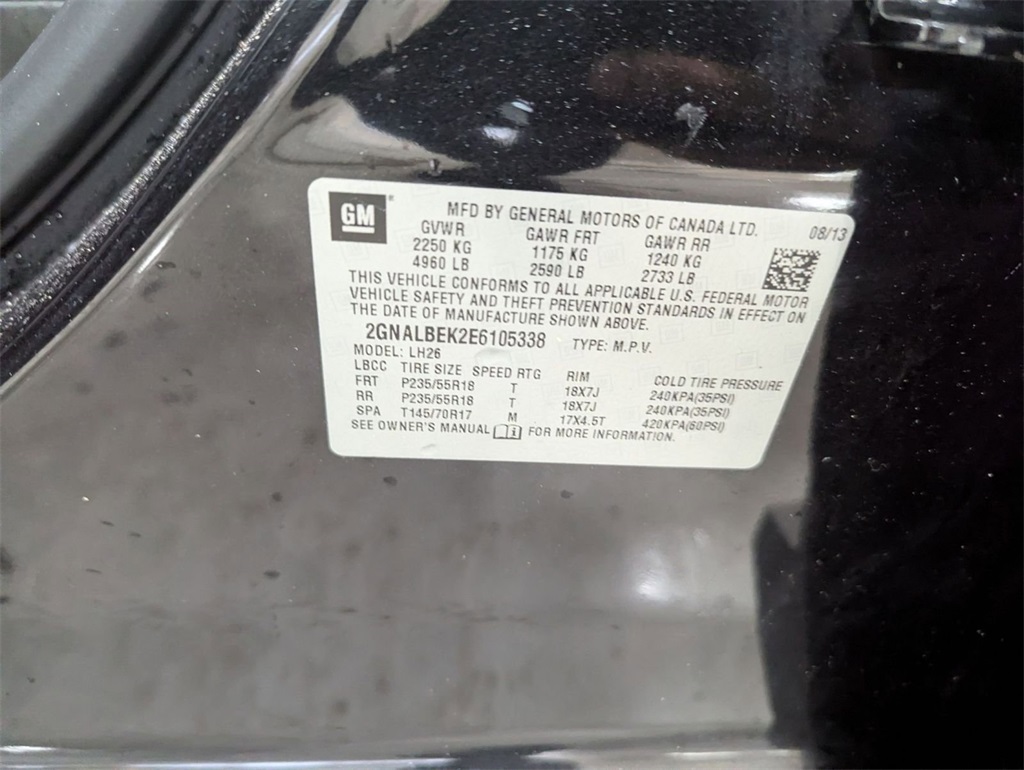 GM® MFD BY GENERAL MOTORS OF CANADA LTD. 08/13
GVWR GAWR FRT GAWR RR
2250 KG 1175 KG 1240 KG
4960 LB 2590 LB 2733 LB
THIS VEHICLE CONFORMS TO ALL APPLICABLE U.S. FEDERAL MOTOR
VEHICLE SAFETY AND THEFT PREVENTION STANDARDS IN EFFECT ON
THE DATE OF MANUFACTURE SHOWN ABOVE.
2GNALBEK2E6105338 TYPE: M.P.V.
MODEL: LH26
LBCC TIRE SIZE SPEED RTG RIM COLD TIRE PRESSURE
FRT P235/55R18 T 18X7J 240KPA(35PSI)
RR P235/55R18 T 18X7J 240KPA(35PSI)
SPA T145/70R17 M 17X4.5T 420KPA(60PSI)
SEE OWNER'S MANUAL FOR MORE INFORMATION.